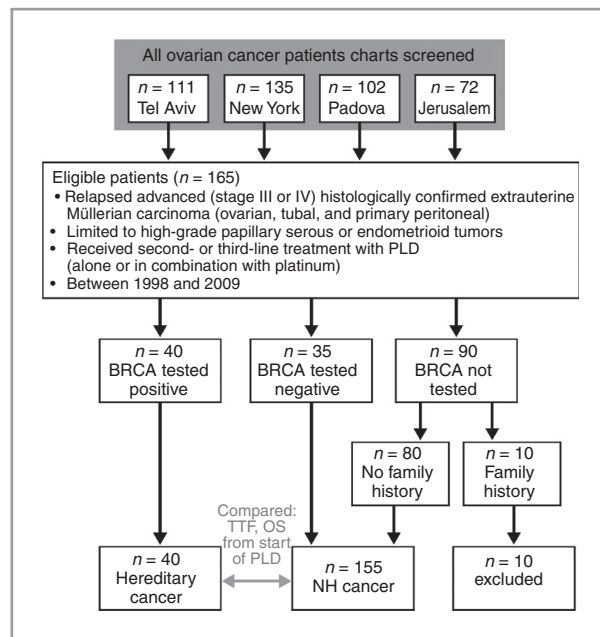 All ovarian cancer patients charts screened
n = 111
Tel Aviv
n = 135
New York
n = 102
Padova
n = 72
Jerusalem
Eligible patients (n = 165)
• Relapsed advanced (stage III or IV) histologically confirmed extrauterine
Müllerian carcinoma (ovarian, tubal, and primary peritoneal)
• Limited to high-grade papillary serous or endometrioid tumors
• Received second- or third-line treatment with PLD
(alone or in combination with platinum)
• Between 1998 and 2009
n = 40
BRCA tested
positive
n = 35
BRCA tested
negative
n = 90
BRCA not
tested
n = 80
No family
history
n = 10
Family
history
Compared:
TTF, OS
from start
of PLD
n = 40
Hereditary
cancer
n = 155
NH cancer
n = 10
excluded